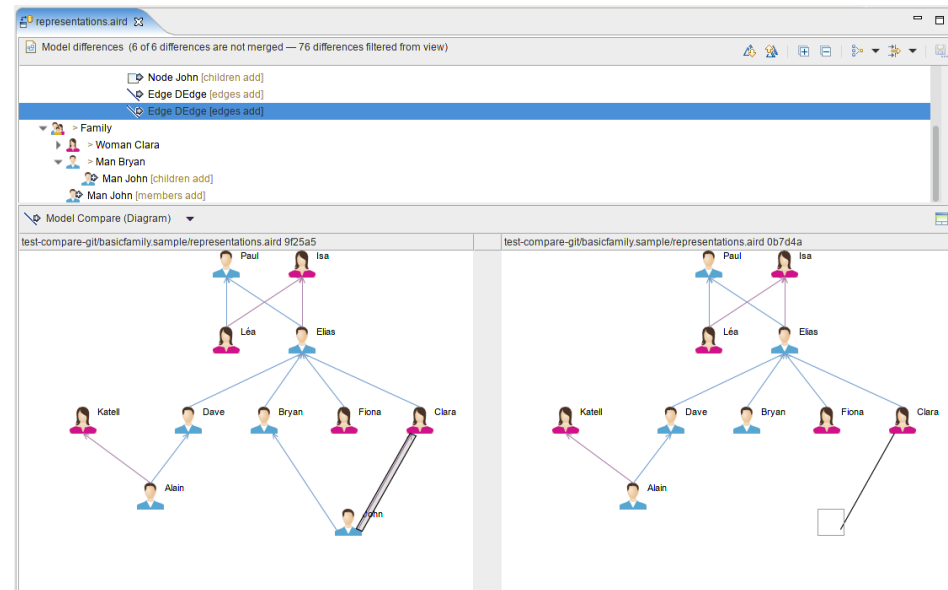 representations.aird
Model differences (6 of 6 differences are not merged — 76 differences filtered from view)
Node John [children add]
Edge DEdge [edges add]
Edge DEdge [edges add]
> Family
> Woman Clara
> Man Bryan
Man John [children add]
Man John [members add]
Model Compare (Diagram)
test-compare-git/basicfamily.sample/representations.aird 9f25a5
Paul Isa
Léa Elias
Katell Dave Bryan Fiona Clara
Alain
John
test-compare-git/basicfamily.sample/representations.aird 0b7d4a
Paul Isa
Léa Elias
Katell Dave Bryan Fiona Clara
Alain